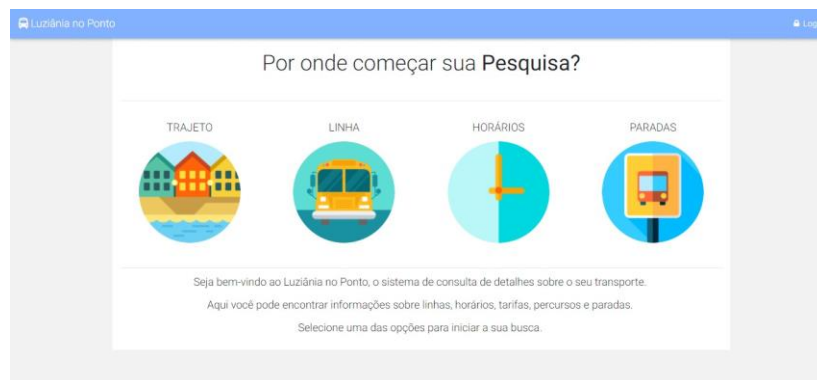 Luziânia no Ponto
Log
Por onde começar sua Pesquisa?
TRAJETO
LINHA
HORÁRIOS
PARADAS
Seja bem-vindo ao Luziânia no Ponto, o sistema de consulta de detalhes sobre o seu transporte.
Aqui você pode encontrar informações sobre linhas, horários, tarifas, percursos e paradas.
Selecione uma das opções para iniciar a sua busca.